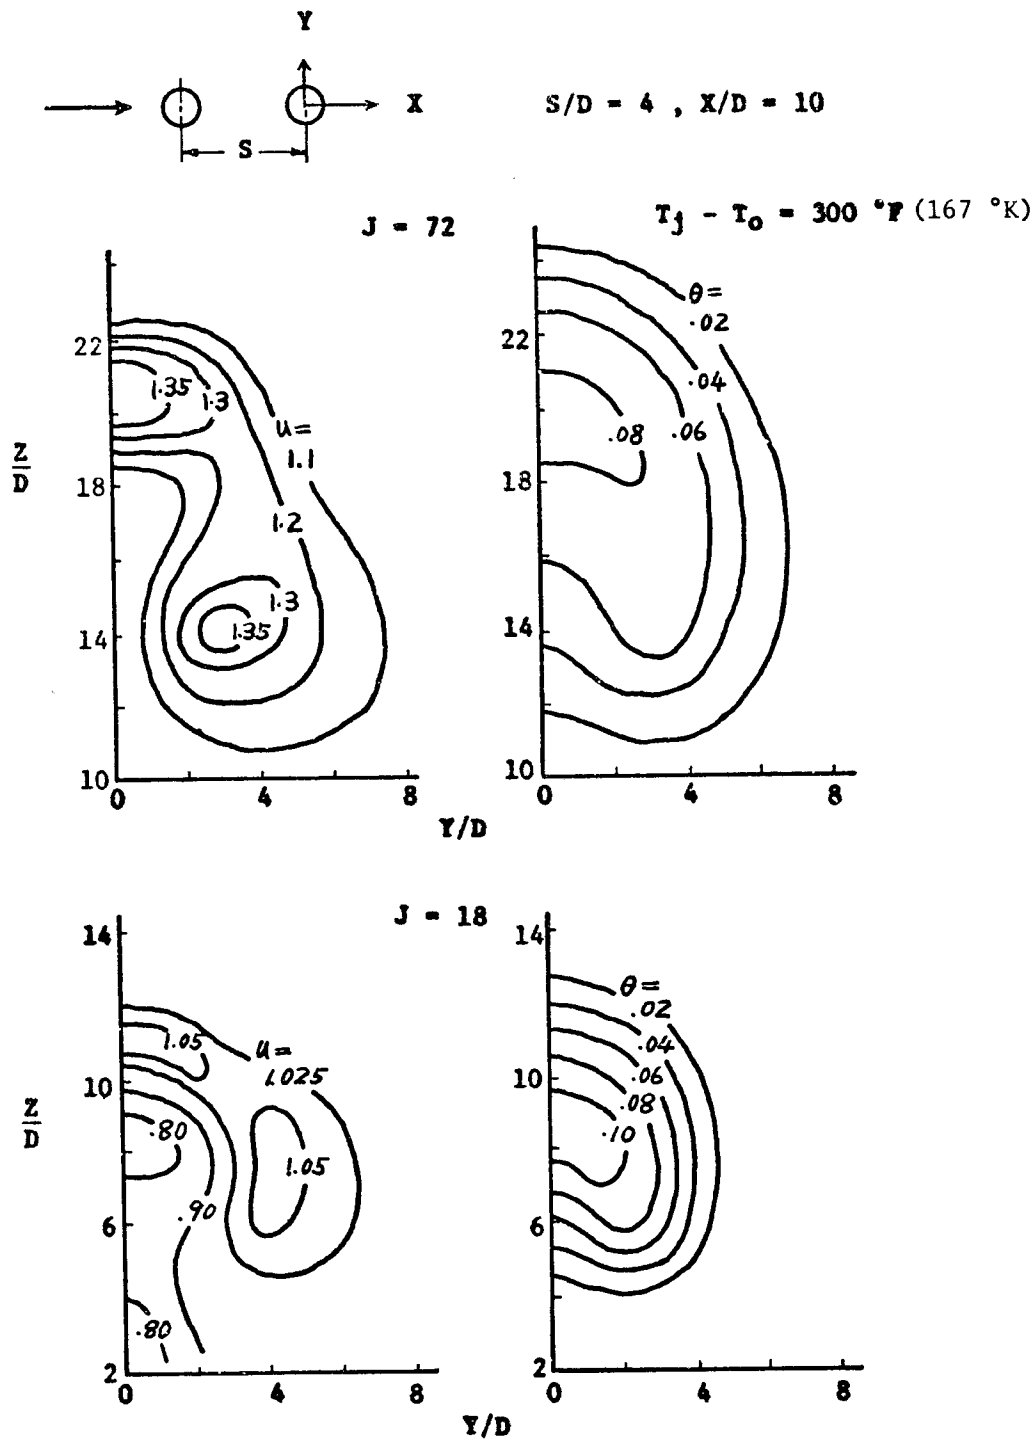 Y
X
S
S/D = 4 , X/D = 10
J = 72
Tj - To = 300 °F (167 °K)
22
18
14
10
Z
D
1.35
1.3
u=
1.1
1.2
1.3
1.35
0
4
8
22
18
14
10
θ=
.02
.04
.06
.08
0
4
8
Y/D
J = 18
14
10
6
2
Z
D
1.05
u=
1.025
.80
1.05
.90
.80
0
4
8
14
10
6
2
θ=
.02
.04
.06
.08
.10
0
4
8
Y/D